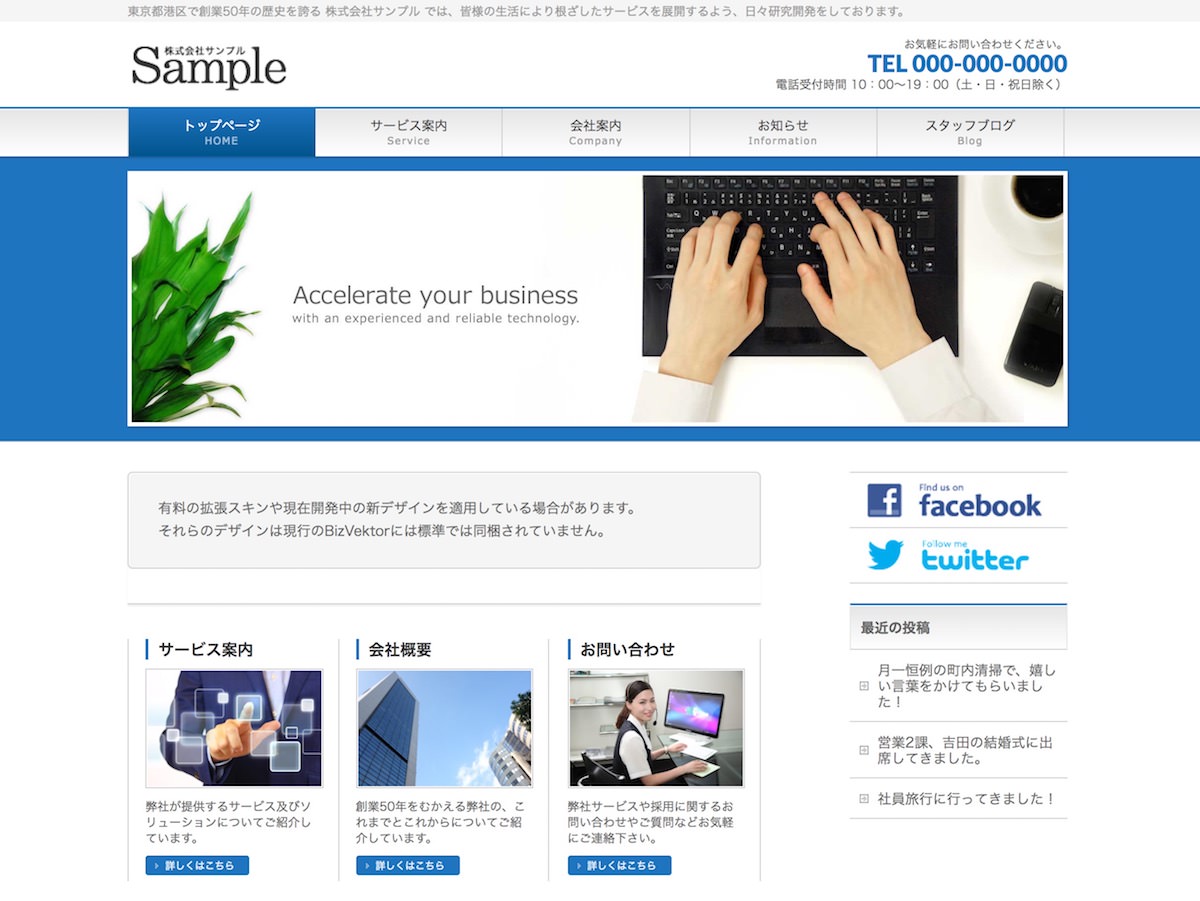 東京都港区で創業50年の歴史を誇る 株式会社サンプル では、皆様の生活により根ざしたサービスを展開するよう、日々研究開発をしております。
株式会社サンプル
Sample
お気軽にお問い合わせください。
TEL 000-000-0000
電話受付時間 10：00〜19：00（土・日・祝日除く）
トップページ
HOME
サービス案内
Service
会社案内
Company
お知らせ
Information
スタッフブログ
Blog
Accelerate your business
with an experienced and reliable technology.
有料の拡張スキンや現在開発中の新デザインを適用している場合があります。
それらのデザインは現行のBizVektorには標準では同梱されていません。
サービス案内
弊社が提供するサービス及びソ
リューションについてご紹介し
ています。
詳しくはこちら
会社概要
創業50年をむかえる弊社の、こ
れまでとこれからについてご紹
介しています。
詳しくはこちら
お問い合わせ
弊社サービスや採用に関するお
問い合わせやご質問などお気軽
にご連絡下さい。
詳しくはこちら
Find us on
facebook
Follow me
twitter
最近の投稿
月一恒例の町内清掃で、嬉し
い言葉をかけてもらいまし
た！
営業2課、吉田の結婚式に出
席してきました。
社員旅行に行ってきました！